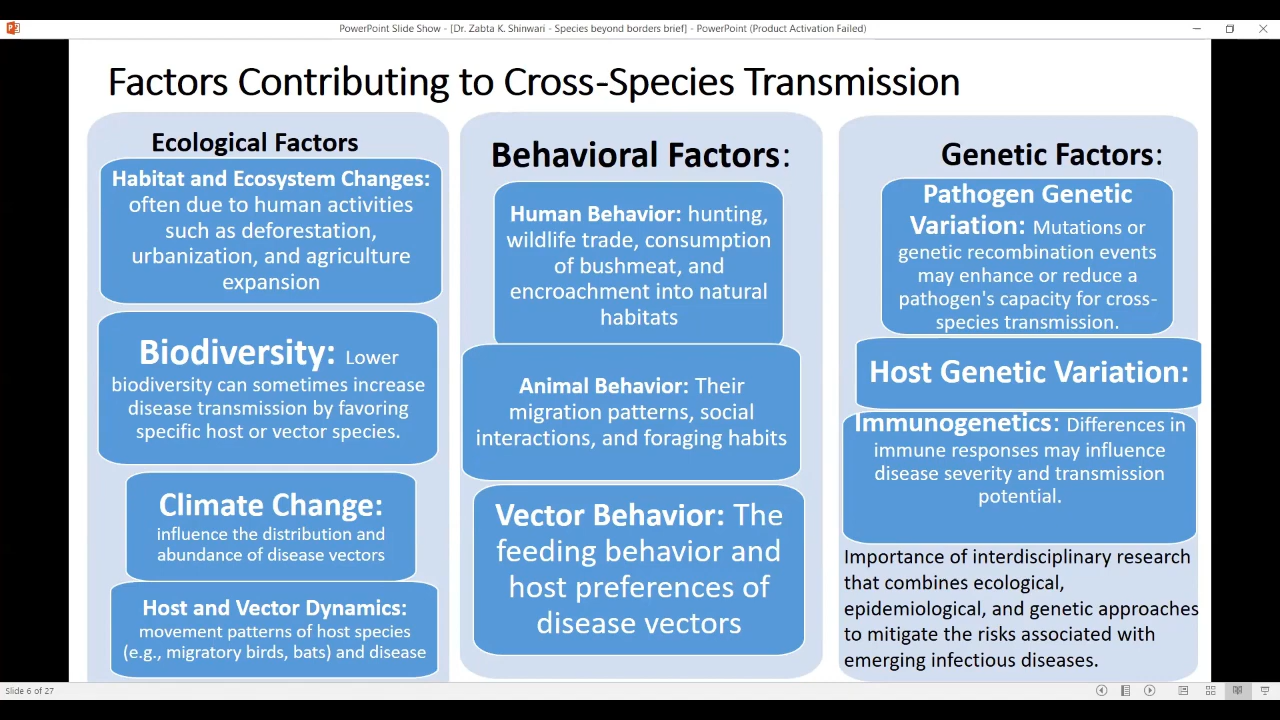 PowerPoint Slide Show - [Dr. Zabta K. Shinwari - Species beyond borders brief] - PowerPoint (Product Activation Failed)
Factors Contributing to Cross-Species Transmission
Ecological Factors
Habitat and Ecosystem Changes:
often due to human activities
such as deforestation,
urbanization, and agriculture
expansion
Biodiversity: Lower
biodiversity can sometimes increase
disease transmission by favoring
specific host or vector species.
Climate Change:
influence the distribution and
abundance of disease vectors
Host and Vector Dynamics:
movement patterns of host species
(e.g., migratory birds, bats) and disease
Behavioral Factors:
Human Behavior: hunting,
wildlife trade, consumption
of bushmeat, and
encroachment into natural
habitats
Animal Behavior: Their
migration patterns, social
interactions, and foraging habits
Vector Behavior: The
feeding behavior and
host preferences of
disease vectors
Genetic Factors:
Pathogen Genetic
Variation: Mutations or
genetic recombination events
may enhance or reduce a
pathogen's capacity for cross-
species transmission.
Host Genetic Variation:
Immunogenetics: Differences in
immune responses may influence
disease severity and transmission
potential.
Importance of interdisciplinary research
that combines ecological,
epidemiological, and genetic approaches
to mitigate the risks associated with
emerging infectious diseases.
Slide 6 of 27